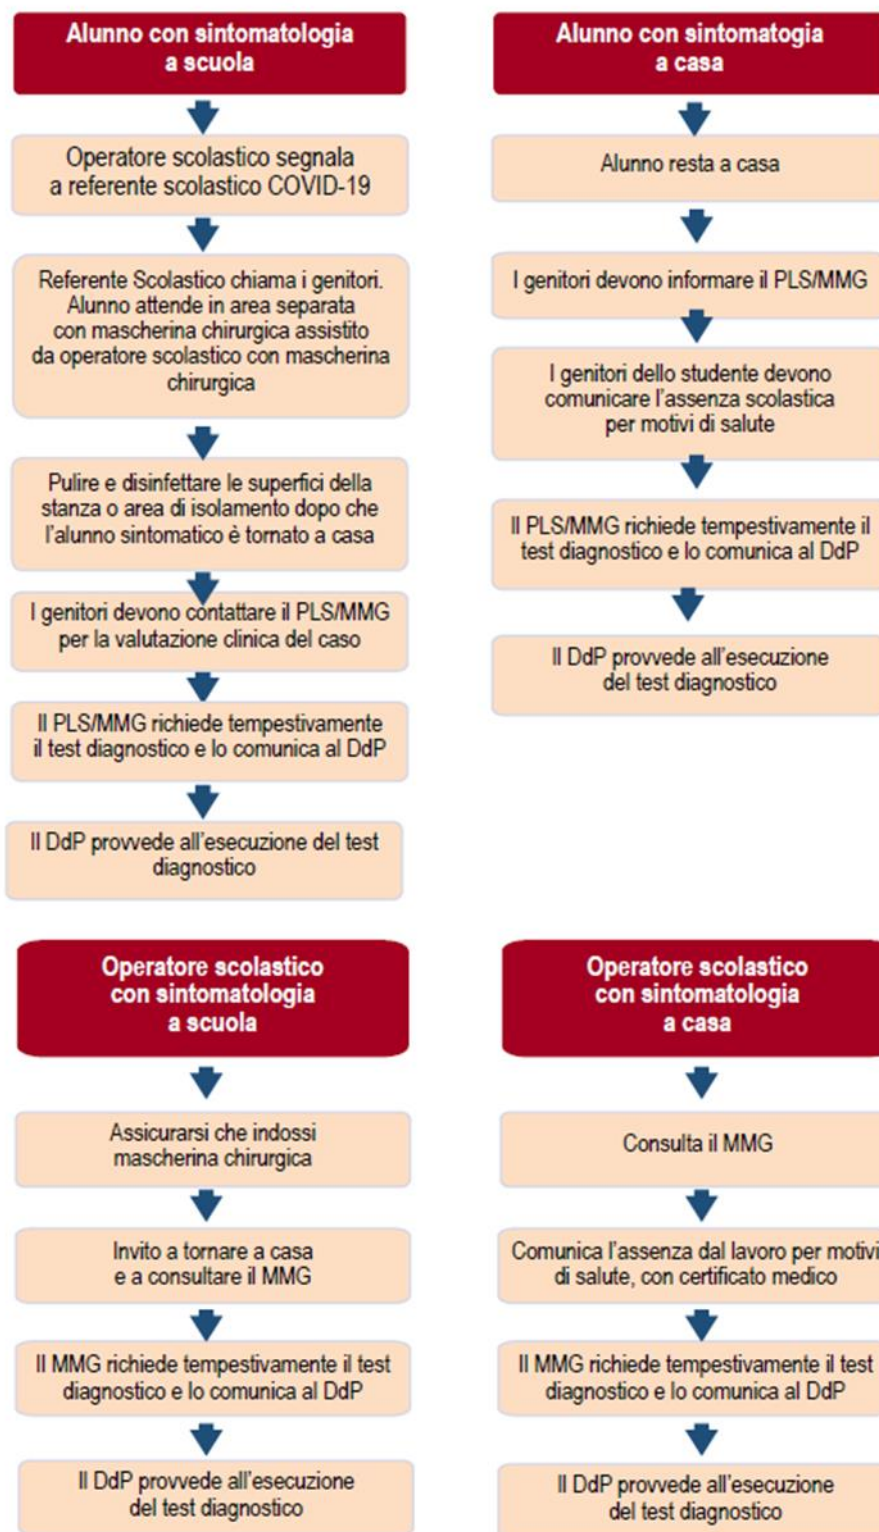 Alunno con sintomatologia
a scuola
Operatore scolastico segnala
a referente scolastico COVID-19
Referente Scolastico chiama i genitori.
Alunno attende in area separata
con mascherina chirurgica assistito
da operatore scolastico con mascherina
chirurgica
Pulire e disinfettare le superfici della
stanza o area di isolamento dopo che
l'alunno sintomatico è tornato a casa
I genitori devono contattare il PLS/MMG
per la valutazione clinica del caso
Il PLS/MMG richiede tempestivamente
il test diagnostico e lo comunica al DdP
Il DdP provvede all'esecuzione del test
diagnostico
Alunno con sintomatogia
a casa
Alunno resta a casa
I genitori devono informare il PLS/MMG
I genitori dello studente devono
comunicare l'assenza scolastica
per motivi di salute
Il PLS/MMG richiede tempestivamente il
test diagnostico e lo comunica al DdP
Il DdP provvede all'esecuzione
del test diagnostico
Operatore scolastico
con sintomatologia
a scuola
Assicurarsi che indossi
mascherina chirurgica
Invito a tornare a casa
e a consultare il MMG
Il MMG richiede tempestivamente il test
diagnostico e lo comunica al DdP
Il DdP provvede all'esecuzione
del test diagnostico
Operatore scolastico
con sintomatologia
a casa
Consulta il MMG
Comunica l'assenza dal lavoro per motivi
di salute, con certificato medico
Il MMG richiede tempestivamente il test
diagnostico e lo comunica al DdP
Il DdP provvede all'esecuzione
del test diagnostico